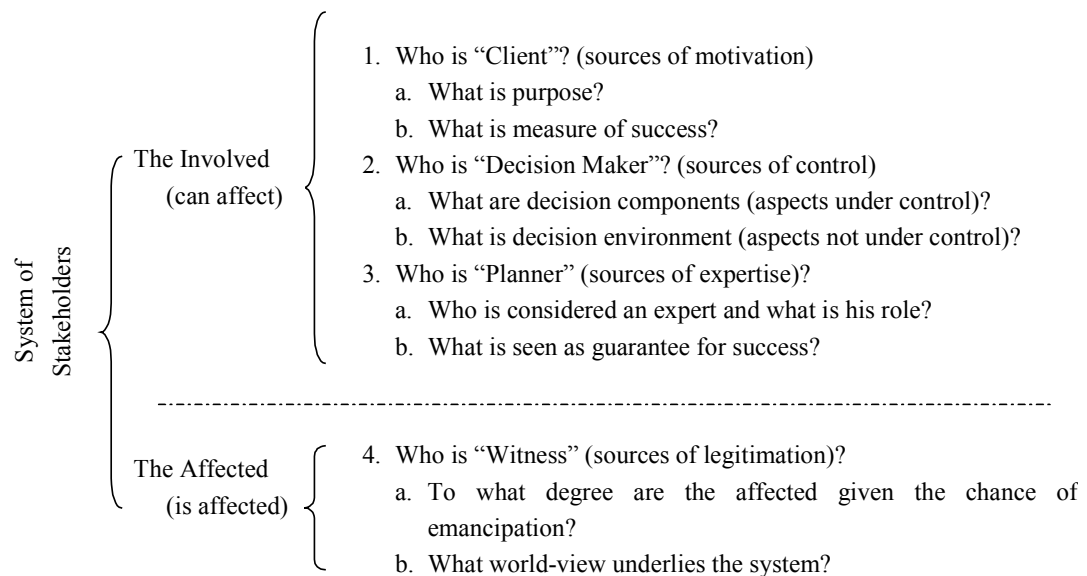 System of
Stakeholders
The Involved
(can affect)
1. Who is “Client”? (sources of motivation)
a. What is purpose?
b. What is measure of success?
2. Who is “Decision Maker”? (sources of control)
a. What are decision components (aspects under control)?
b. What is decision environment (aspects not under control)?
3. Who is “Planner” (sources of expertise)?
a. Who is considered an expert and what is his role?
b. What is seen as guarantee for success?
The Affected
(is affected)
4. Who is “Witness” (sources of legitimation)?
a. To what degree are the affected given the chance of
emancipation?
b. What world-view underlies the system?